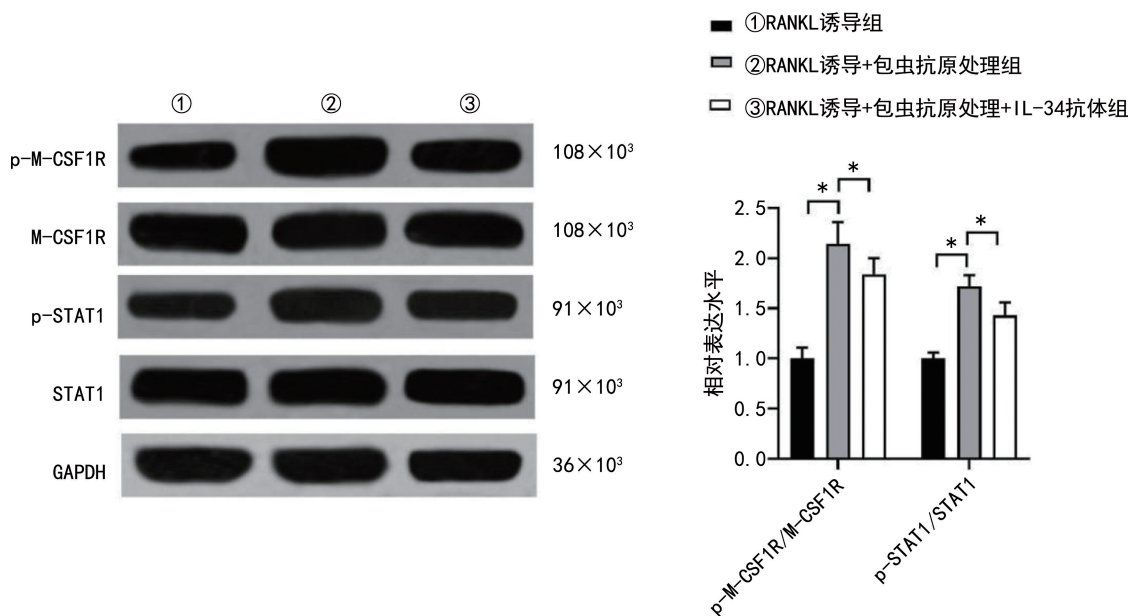 ①RANKL诱导组
②RANKL诱导+包虫抗原处理组
③RANKL诱导+包虫抗原处理+IL-34抗体组
① ② ③
p-M-CSF1R 108×10³
M-CSF1R 108×10³
p-STAT1 91×10³
STAT1 91×10³
GAPDH 36×10³
相对表达水平
2.5
2.0
1.5
1.0
0.5
0.0
* *
* *
p-M-CSF1R/M-CSF1R
p-STAT1/STAT1